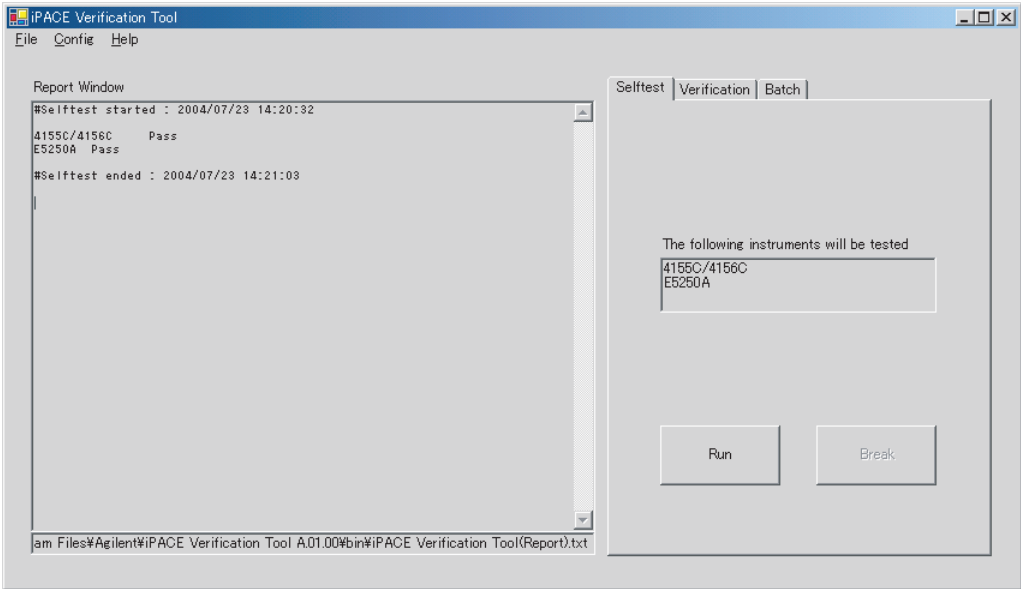 iPACE Verification Tool
File Config Help
Report Window
#Selftest started : 2004/07/23 14:20:32
4155C/4156C Pass
E5250A Pass
#Selftest ended : 2004/07/23 14:21:03
am Files¥Agilent¥iPACE Verification Tool A.01.00¥bin¥iPACE Verification Tool(Report).txt
Selftest Verification Batch
The following instruments will be tested
4155C/4156C
E5250A
Run Break